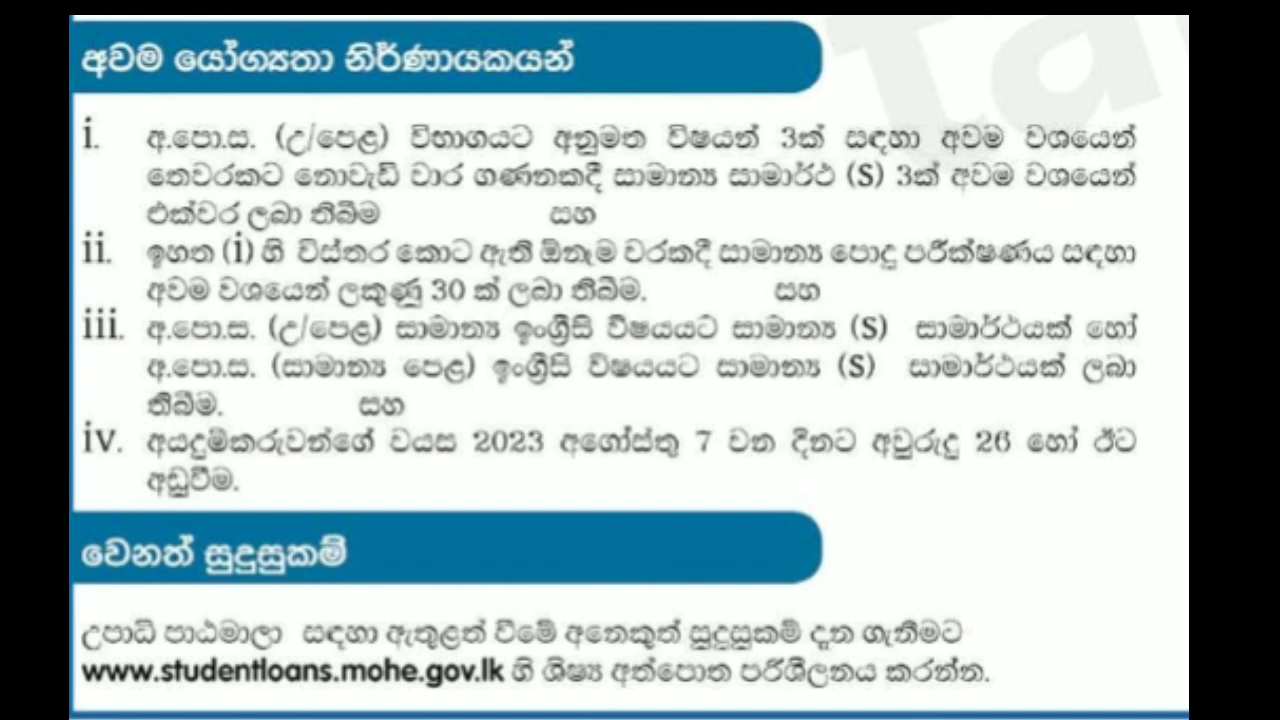 අවම යෝග්‍යතා නිර්ණායකයන්
i. අ.පො.ස. (උ/පෙළ) විභාගයට අනුමත විෂයන් 3ක් සඳහා අවම වශයෙන්
තෙවරකට නොවැඩි වාර ගණනකදී සාමාන්‍ය සාමාර්ථ (S) 3ක් අවම වශයෙන්
එක්වර ලබා තිබීම සහ
ii. ඉහත (i) හි විස්තර කොට ඇති ඕනෑම වරකදී සාමාන්‍ය පොදු පරීක්ෂණය සඳහා
අවම වශයෙන් ලකුණු 30 ක් ලබා තිබීම. සහ
iii. අ.පො.ස. (උ/පෙළ) සාමාන්‍ය ඉංග්‍රීසි විෂයයට සාමාන්‍ය (S) සාමාර්ථයක් හෝ
අ.පො.ස. (සාමාන්‍ය පෙළ) ඉංග්‍රීසි විෂයයට සාමාන්‍ය (S) සාමාර්ථයක් ලබා
තිබීම. සහ
iv. අයදුම්කරුවන්ගේ වයස 2023 අගෝස්තු 7 වන දිනට අවුරුදු 26 හෝ ඊට
අඩුවීම.
වෙනත් සුදුසුකම්
උපාධි පාඨමාලා සඳහා ඇතුළත් වීමේ අනෙකුත් සුදුසුකම් දැන ගැනීමට
www.studentloans.mohe.gov.lk හි ශිෂ්‍ය අත්පොත පරිශීලනය කරන්න.